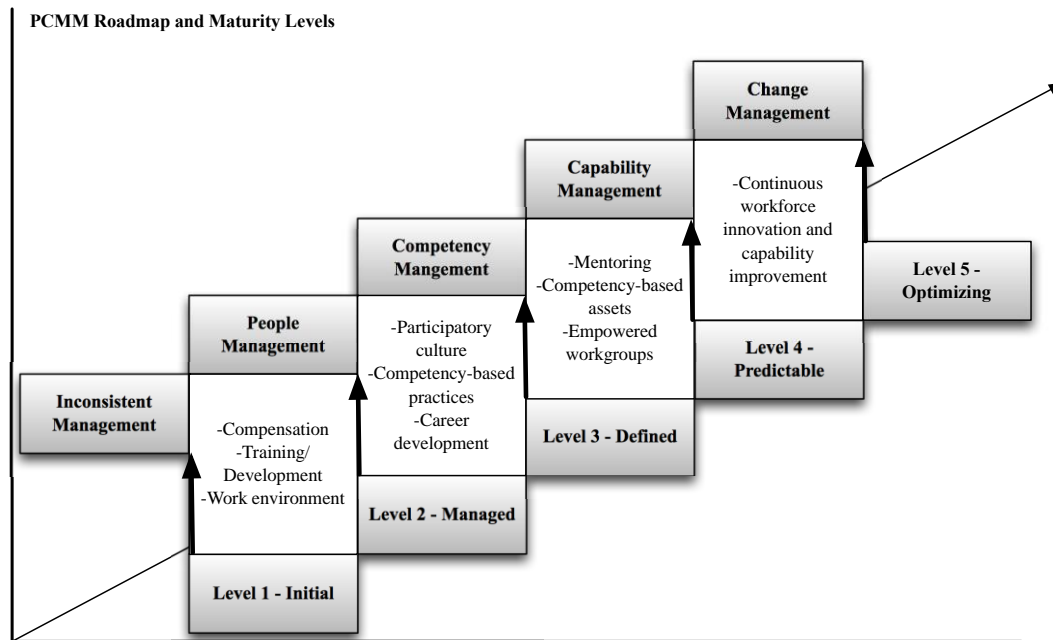 PCMM Roadmap and Maturity Levels
Change
Management
-Continuous
workforce
innovation and
capability
improvement
Level 5 -
Optimizing
Capability
Management
-Mentoring
-Competency-based
assets
-Empowered
workgroups
Level 4 -
Predictable
Competency
Mangement
-Participatory
culture
-Competency-based
practices
-Career
development
Level 3 - Defined
People
Management
-Compensation
-Training/
Development
-Work environment
Level 2 - Managed
Inconsistent
Management
Level 1 - Initial